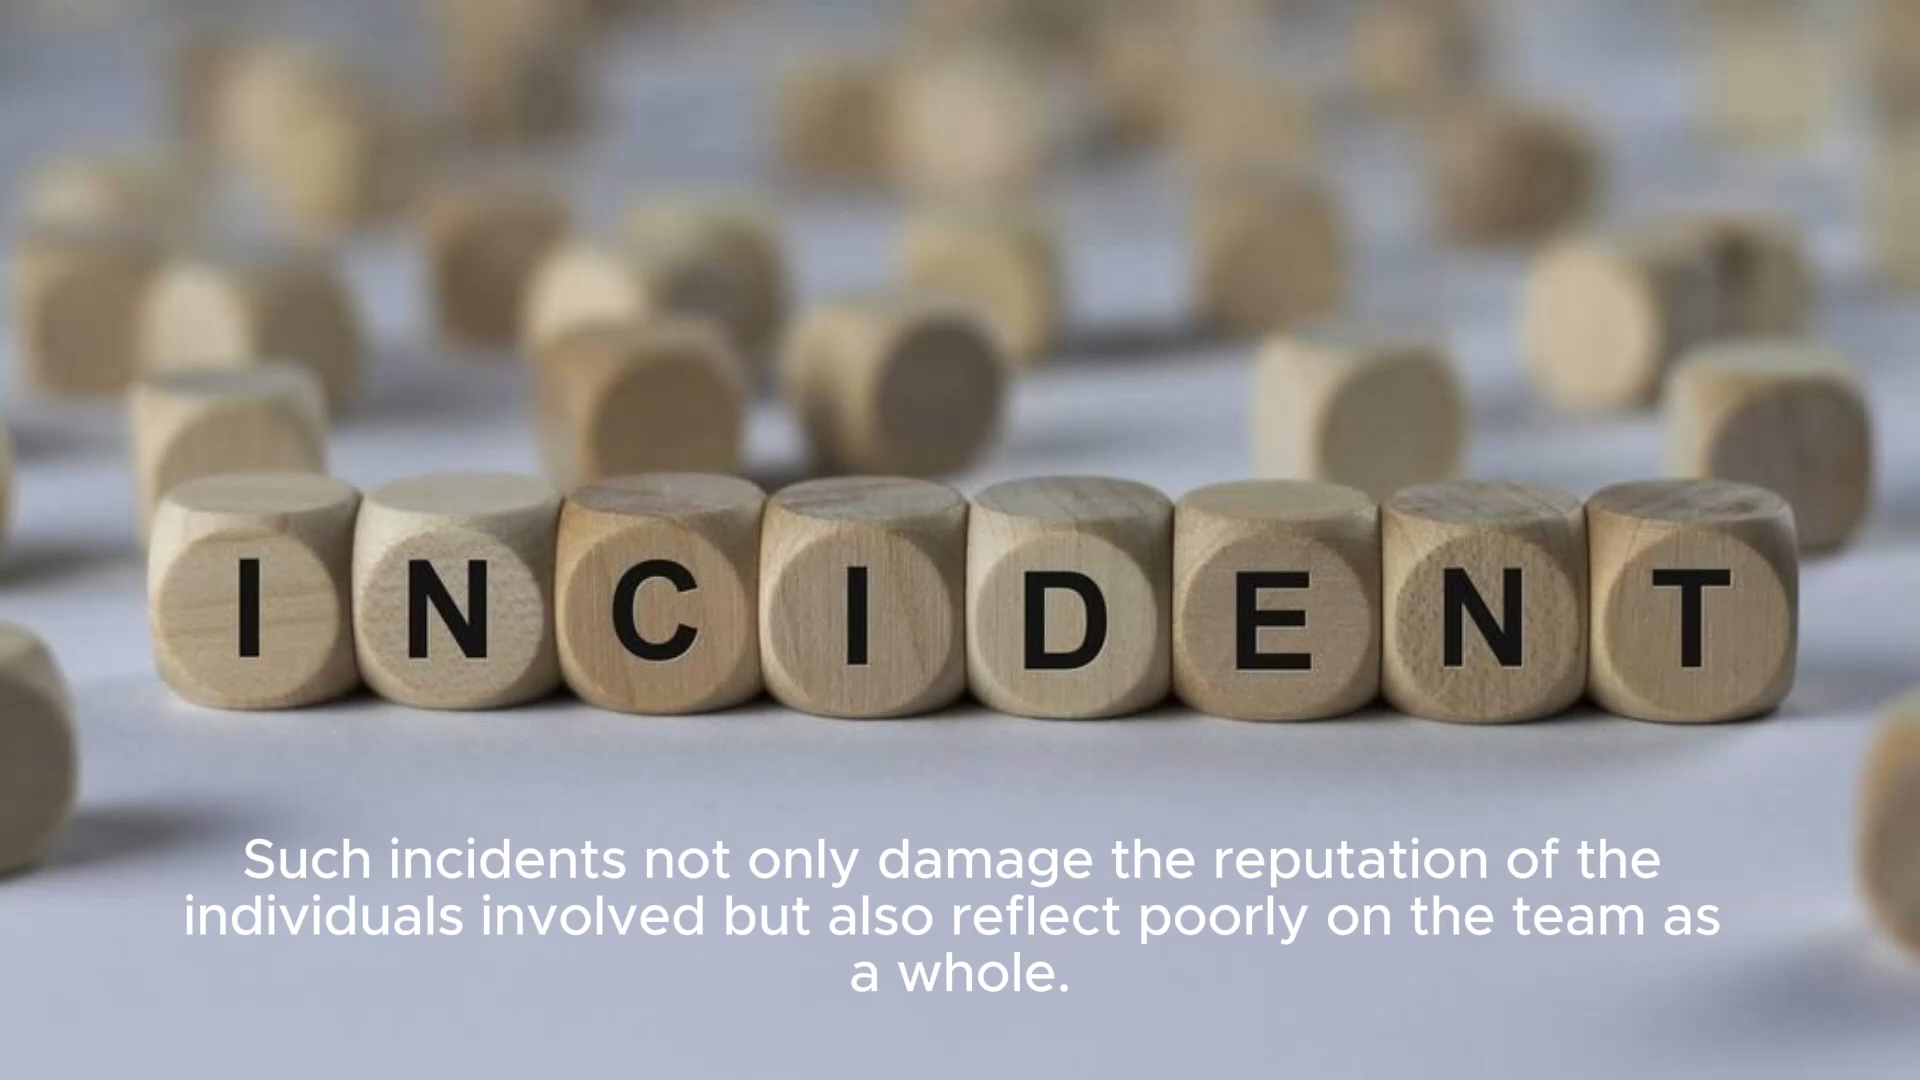 INCIDENT
Such incidents not only damage the reputation of the
individuals involved but also reflect poorly on the team as
a whole.